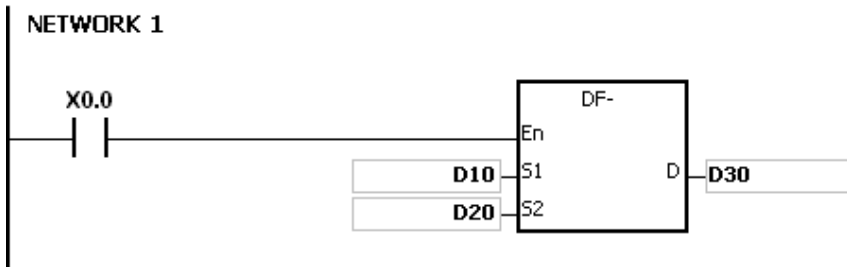 NETWORK 1
X0.0
DF-
En
D10 S1 D D30
D20 S2